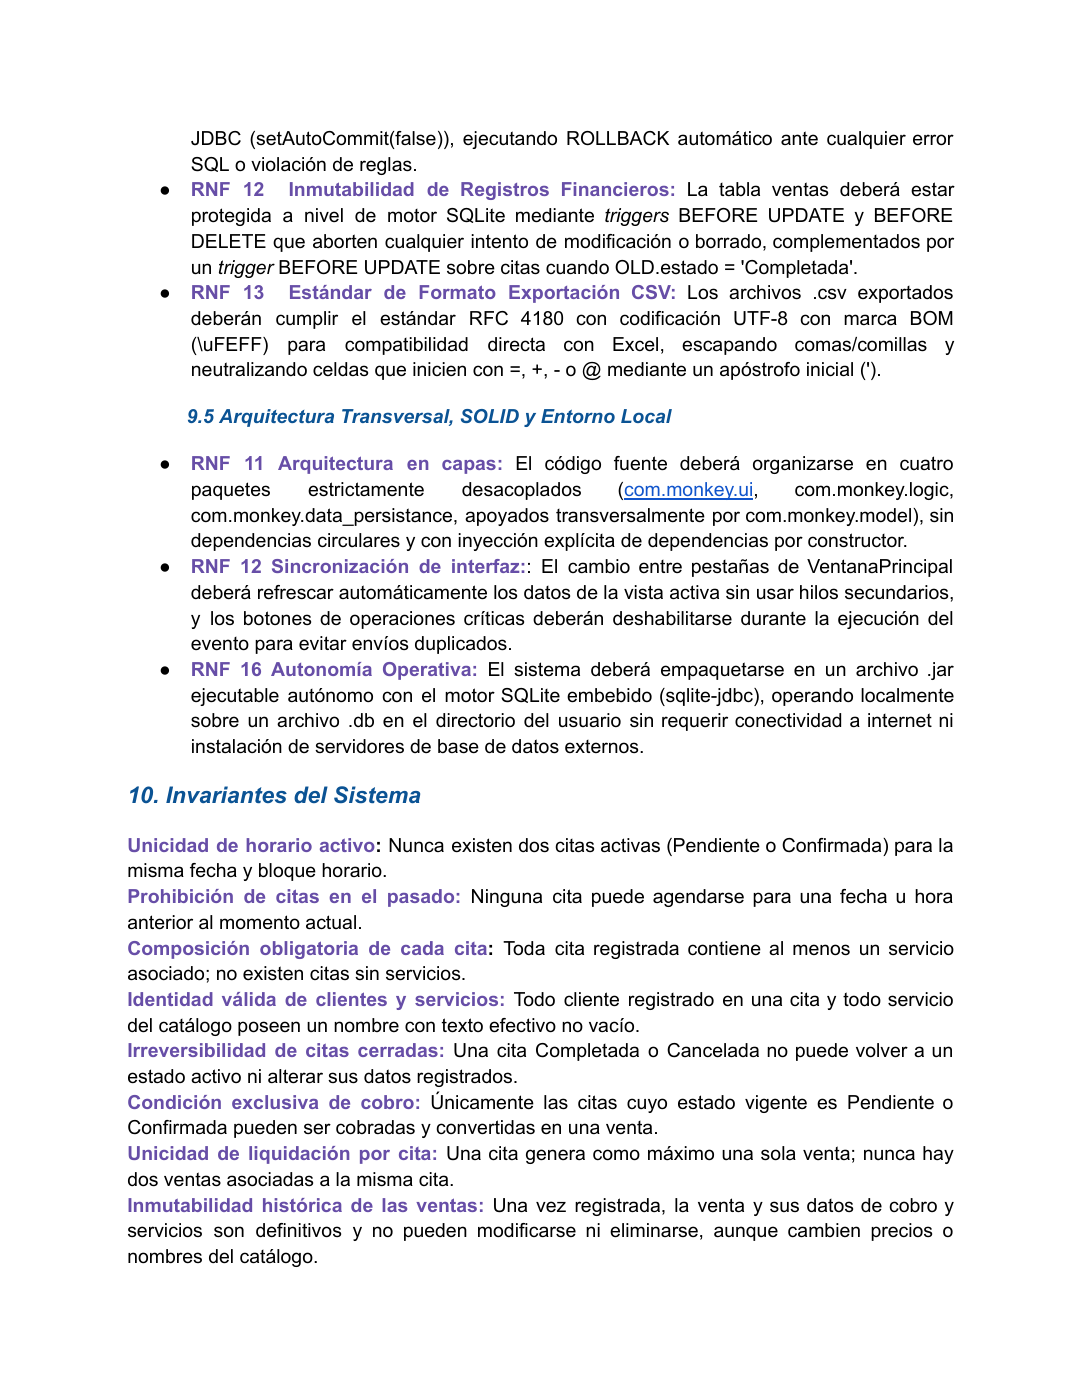 JDBC (setAutoCommit(false)), ejecutando ROLLBACK automático ante cualquier error
SQL o violación de reglas.
● RNF 12 Inmutabilidad de Registros Financieros: La tabla ventas deberá estar
protegida a nivel de motor SQLite mediante triggers BEFORE UPDATE y BEFORE
DELETE que aborten cualquier intento de modificación o borrado, complementados por
un trigger BEFORE UPDATE sobre citas cuando OLD.estado = 'Completada'.
● RNF 13 Estándar de Formato Exportación CSV: Los archivos .csv exportados
deberán cumplir el estándar RFC 4180 con codificación UTF-8 con marca BOM
(\uFEFF) para compatibilidad directa con Excel, escapando comas/comillas y
neutralizando celdas que inicien con =, +, - o @ mediante un apóstrofo inicial (').
9.5 Arquitectura Transversal, SOLID y Entorno Local
● RNF 11 Arquitectura en capas: El código fuente deberá organizarse en cuatro
paquetes estrictamente desacoplados (com.monkey.ui, com.monkey.logic,
com.monkey.data_persistance, apoyados transversalmente por com.monkey.model), sin
dependencias circulares y con inyección explícita de dependencias por constructor.
● RNF 12 Sincronización de interfaz:: El cambio entre pestañas de VentanaPrincipal
deberá refrescar automáticamente los datos de la vista activa sin usar hilos secundarios,
y los botones de operaciones críticas deberán deshabilitarse durante la ejecución del
evento para evitar envíos duplicados.
● RNF 16 Autonomía Operativa: El sistema deberá empaquetarse en un archivo .jar
ejecutable autónomo con el motor SQLite embebido (sqlite-jdbc), operando localmente
sobre un archivo .db en el directorio del usuario sin requerir conectividad a internet ni
instalación de servidores de base de datos externos.
10. Invariantes del Sistema
Unicidad de horario activo: Nunca existen dos citas activas (Pendiente o Confirmada) para la
misma fecha y bloque horario.
Prohibición de citas en el pasado: Ninguna cita puede agendarse para una fecha u hora
anterior al momento actual.
Composición obligatoria de cada cita: Toda cita registrada contiene al menos un servicio
asociado; no existen citas sin servicios.
Identidad válida de clientes y servicios: Todo cliente registrado en una cita y todo servicio
del catálogo poseen un nombre con texto efectivo no vacío.
Irreversibilidad de citas cerradas: Una cita Completada o Cancelada no puede volver a un
estado activo ni alterar sus datos registrados.
Condición exclusiva de cobro: Únicamente las citas cuyo estado vigente es Pendiente o
Confirmada pueden ser cobradas y convertidas en una venta.
Unicidad de liquidación por cita: Una cita genera como máximo una sola venta; nunca hay
dos ventas asociadas a la misma cita.
Inmutabilidad histórica de las ventas: Una vez registrada, la venta y sus datos de cobro y
servicios son definitivos y no pueden modificarse ni eliminarse, aunque cambien precios o
nombres del catálogo.